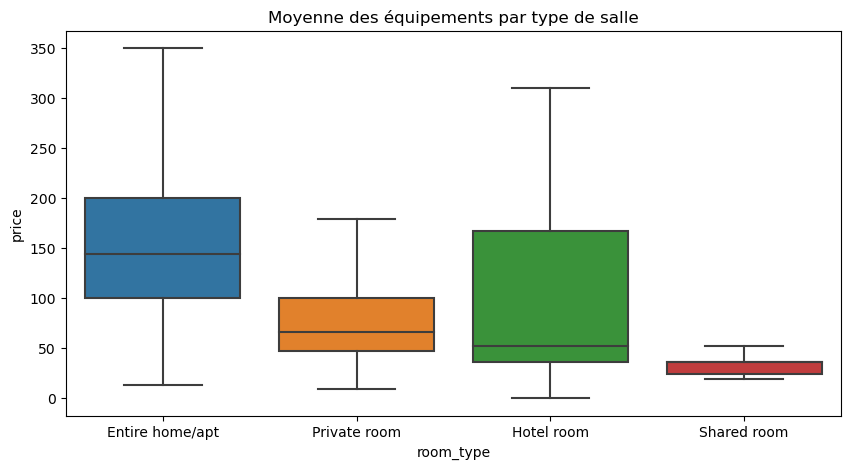 Moyenne des équipements par type de salle
350
300
250
200
150
100
50
0
price
Entire home/apt
Private room
Hotel room
Shared room
room_type